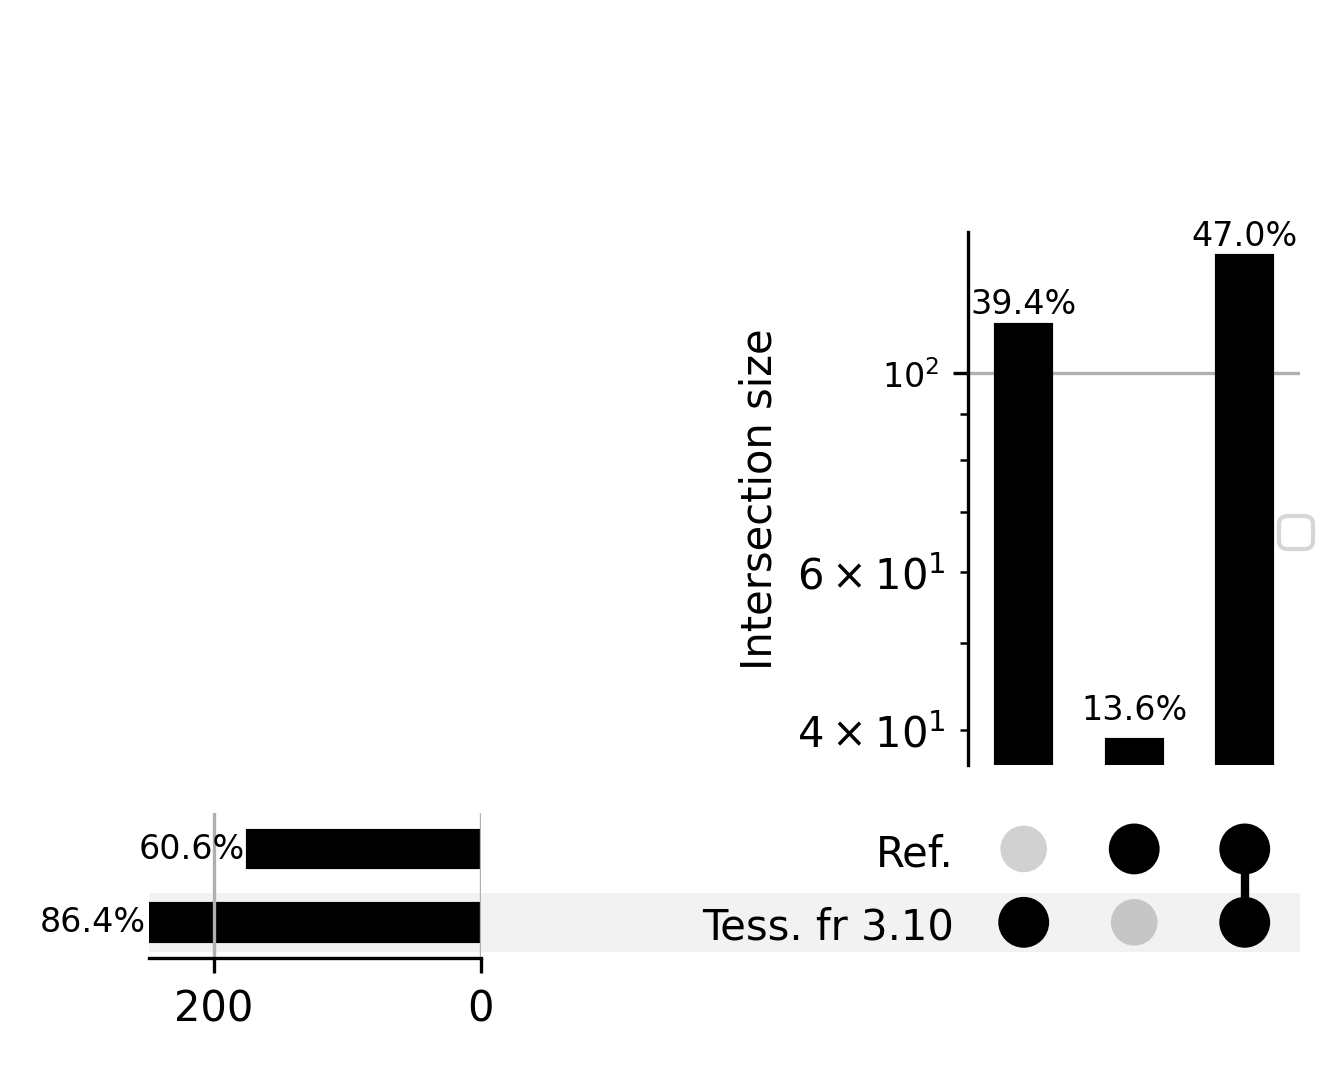 47.0%
39.4%
10²
Intersection size
6 × 10¹
13.6%
4 × 10¹
60.6%
Ref.
86.4%
Tess. fr 3.10
200
0